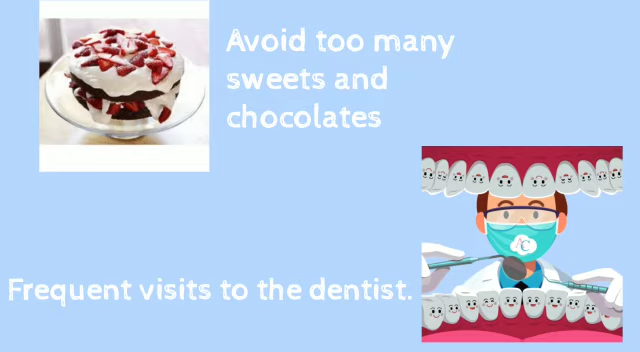 Avoid too many
sweets and
chocolates
Frequent visits to the dentist.